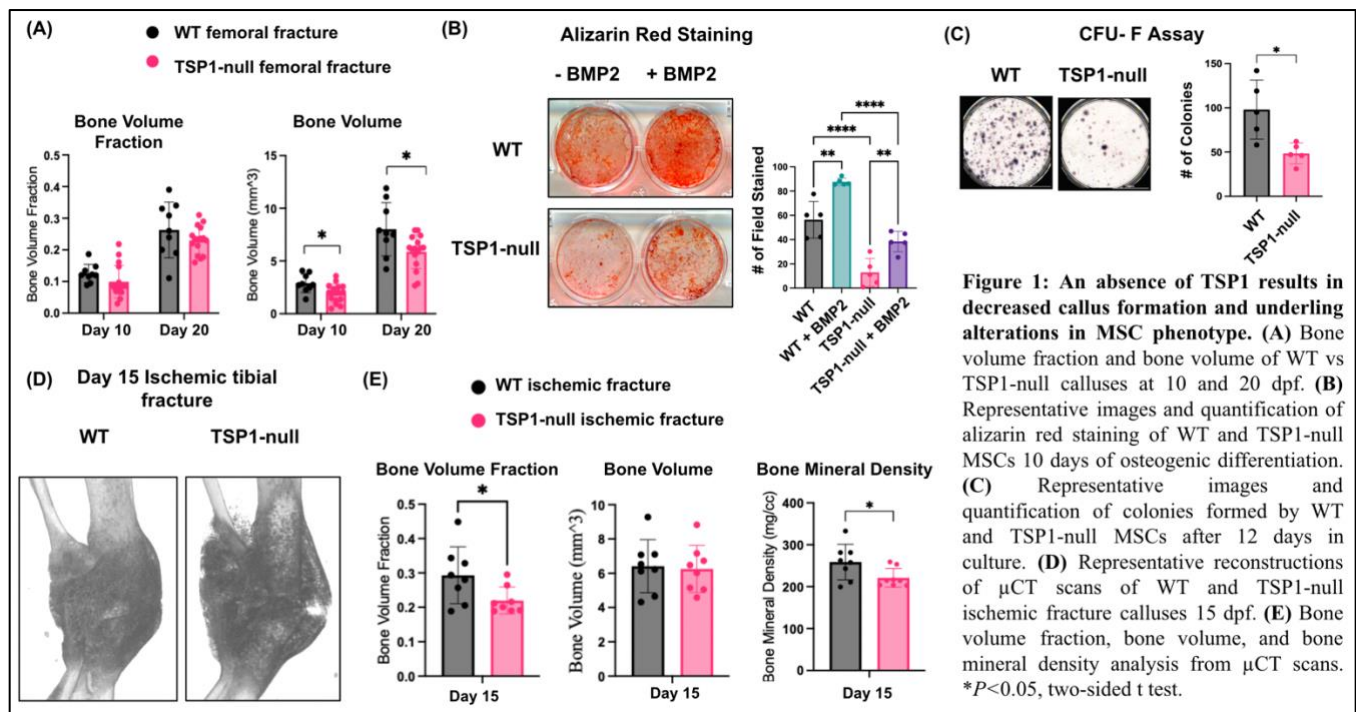 (A)
WT femoral fracture
TSP1-null femoral fracture
Bone Volume
Fraction
Bone Volume Fraction
0.5
0.4
0.3
0.2
0.1
0.0
Day 10 Day 20
Bone Volume
Bone Volume (mm^3)
15
10
5
0
*
*
Day 10 Day 20
(B)
Alizarin Red Staining
- BMP2 + BMP2
WT
TSP1-null
# of Field Stained
100
80
60
40
20
0
****
****
** **
WT
WT + BMP2
TSP1-null
TSP1-null + BMP2
(C)
CFU- F Assay
WT TSP1-null
# of Colonies
150
100
50
0
*
WT
TSP1-null
(D) Day 15 Ischemic tibial
fracture
WT TSP1-null
(E)
WT ischemic fracture
TSP1-null ischemic fracture
Bone Volume Fraction
Bone Volume Fraction
0.5
0.4
0.3
0.2
0.1
0.0
*
Day 15
Bone Volume
Bone Volume (mm^3)
10
8
6
4
2
0
Day 15
Bone Mineral Density
Bone Mineral Density (mg/cc)
400
300
200
100
0
*
Day 15
Figure 1: An absence of TSP1 results in
decreased callus formation and underling
alterations in MSC phenotype. (A) Bone
volume fraction and bone volume of WT vs
TSP1-null calluses at 10 and 20 dpf. (B)
Representative images and quantification of
alizarin red staining of WT and TSP1-null
MSCs 10 days of osteogenic differentiation.
(C) Representative images and
quantification of colonies formed by WT
and TSP1-null MSCs after 12 days in
culture. (D) Representative reconstructions
of µCT scans of WT and TSP1-null
ischemic fracture calluses 15 dpf. (E) Bone
volume fraction, bone volume, and bone
mineral density analysis from µCT scans.
*P<0.05, two-sided t test.